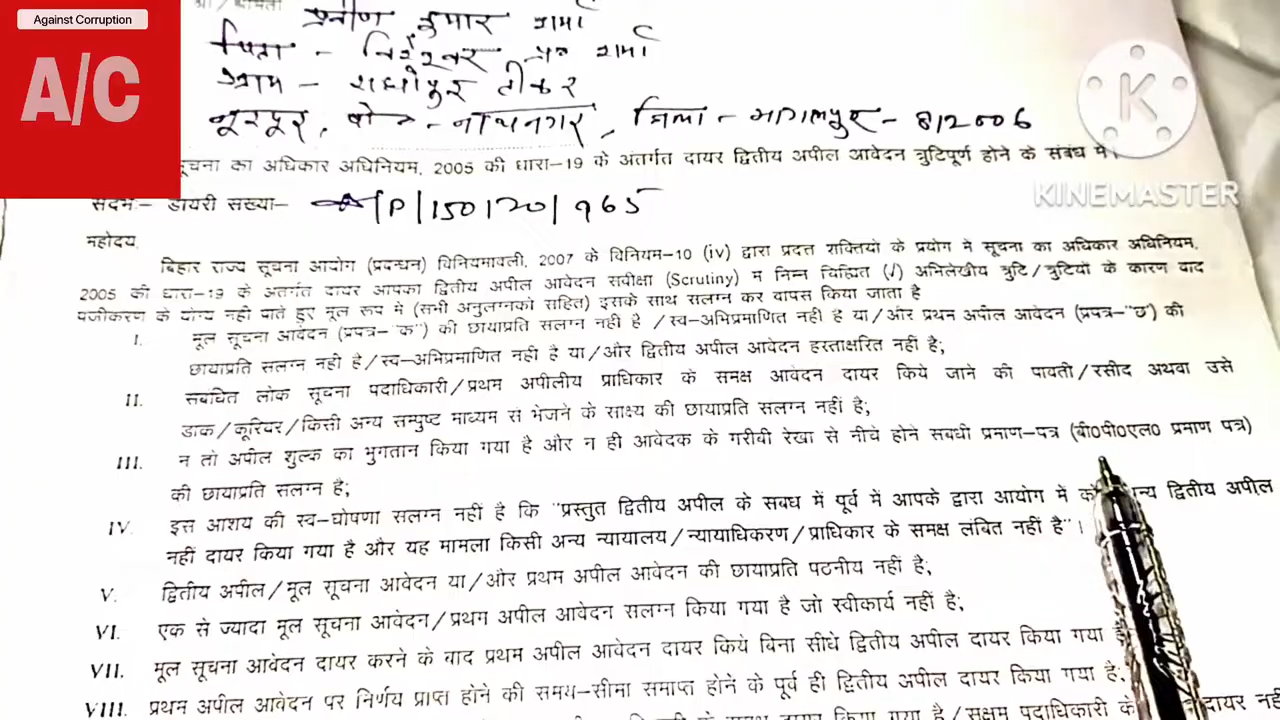 Against Corruption
A/C
कुमार शर्मा
पिता - शर्मा
ग्राम -
नूरपुर, पो० - नाथनगर, जिला - भागलपुर - 812006
K
KINEMASTER
सूचना का अधिकार अधिनियम, 2005 की धारा-19 के अंतर्गत दायर द्वितीय अपील आवेदन त्रुटिपूर्ण होने के संबंध में।
संदर्भ:- डायरी संख्या- /P/150/20/965
महोदय,
बिहार राज्य सूचना आयोग (प्रबन्धन) विनियमावली, 2007 के विनियम-10 (iv) द्वारा प्रदत्त शक्तियों के प्रयोग में सूचना का अधिकार अधिनियम,
2005 की धारा-19 के अंतर्गत दायर आपका द्वितीय अपील आवेदन समीक्षा (Scrutiny) में निम्न चिह्नित (√) अभिलेखीय त्रुटि/त्रुटियों के कारण वाद
पंजीकरण के योग्य नहीं पाते हुए मूल रूप में (सभी अनुलग्नकों सहित) इसके साथ संलग्न कर वापस किया जाता है
I. मूल सूचना आवेदन (प्रपत्र-"क") की छायाप्रति संलग्न नहीं है /स्व-अभिप्रमाणित नहीं है या/और प्रथम अपील आवेदन (प्रपत्र-"छ") की
छायाप्रति संलग्न नहीं है/स्व-अभिप्रमाणित नहीं है या/और द्वितीय अपील आवेदन हस्ताक्षरित नहीं है;
II. संबंधित लोक सूचना पदाधिकारी/प्रथम अपीलीय प्राधिकार के समक्ष आवेदन दायर किये जाने की पावती/रसीद अथवा उसे
डाक/कूरियर/किसी अन्य सम्पुष्ट माध्यम से भेजने के साक्ष्य की छायाप्रति संलग्न नहीं है;
III. न तो अपील शुल्क का भुगतान किया गया है और न ही आवेदक के गरीबी रेखा से नीचे होने संबंधी प्रमाण-पत्र (बी०पी०एल० प्रमाण पत्र)
की छायाप्रति संलग्न है;
IV. इस आशय की स्व-घोषणा संलग्न नहीं है कि "प्रस्तुत द्वितीय अपील के संबंध में पूर्व में आपके द्वारा आयोग में द्वितीय अपील
नहीं दायर किया गया है और यह मामला किसी अन्य न्यायालय/न्यायाधिकरण/प्राधिकार के समक्ष लंबित नहीं है"।
V. द्वितीय अपील/मूल सूचना आवेदन या/और प्रथम अपील आवेदन की छायाप्रति पठनीय नहीं है;
VI. एक से ज्यादा मूल सूचना आवेदन/प्रथम अपील आवेदन संलग्न किया गया है जो स्वीकार्य नहीं है;
VII. मूल सूचना आवेदन दायर करने के बाद प्रथम अपील आवेदन दायर किये बिना सीधे द्वितीय अपील दायर किया गया है
VIII. प्रथम अपील आवेदन पर निर्णय प्राप्त होने की समय-सीमा समाप्त होने के पूर्व ही द्वितीय अपील दायर किया गया है;
किया गया है/सक्षम पदाधिकारी के दायर नहीं